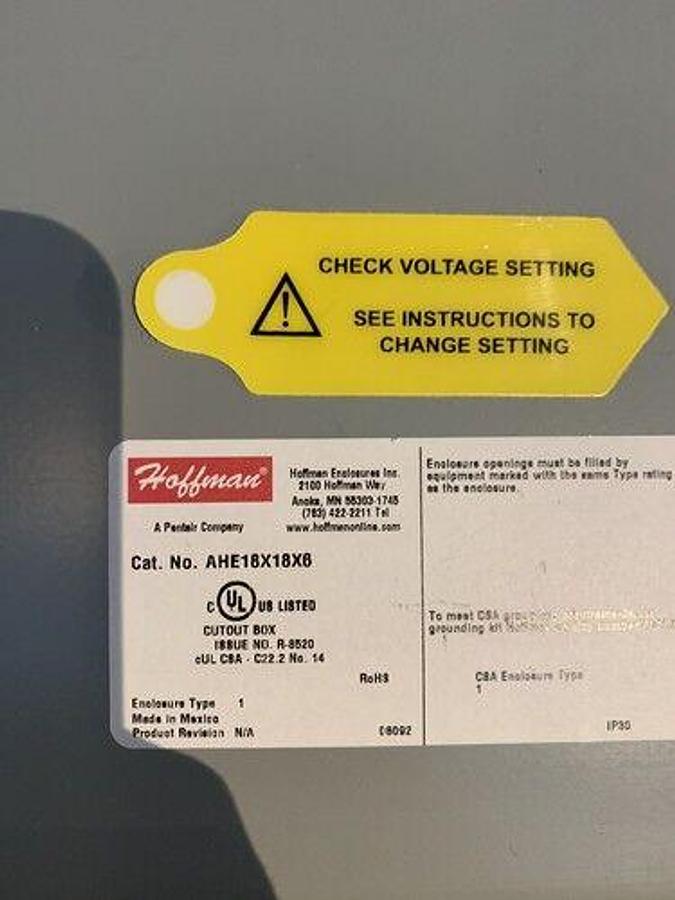 CHECK VOLTAGE SETTING
SEE INSTRUCTIONS TO
CHANGE SETTING
Hoffman®
A Pentair Company
Hoffman Enclosures Inc.
2100 Hoffman Way
Anoka, MN 55303-1745
(763) 422-2211 Tel
www.hoffmanonline.com
Cat. No. AHE18X18X6
C UL US LISTED
CUTOUT BOX
ISSUE NO. R-8520
cUL CSA - C22.2 No. 14
RoHS
Enclosure Type 1
Made in Mexico
Product Revision N/A
08092
Enclosure openings must be filled by
equipment marked with the same Type rating
as the enclosure.
To meet CSA
grounding kit
CSA Enclosure Type
1
IP30